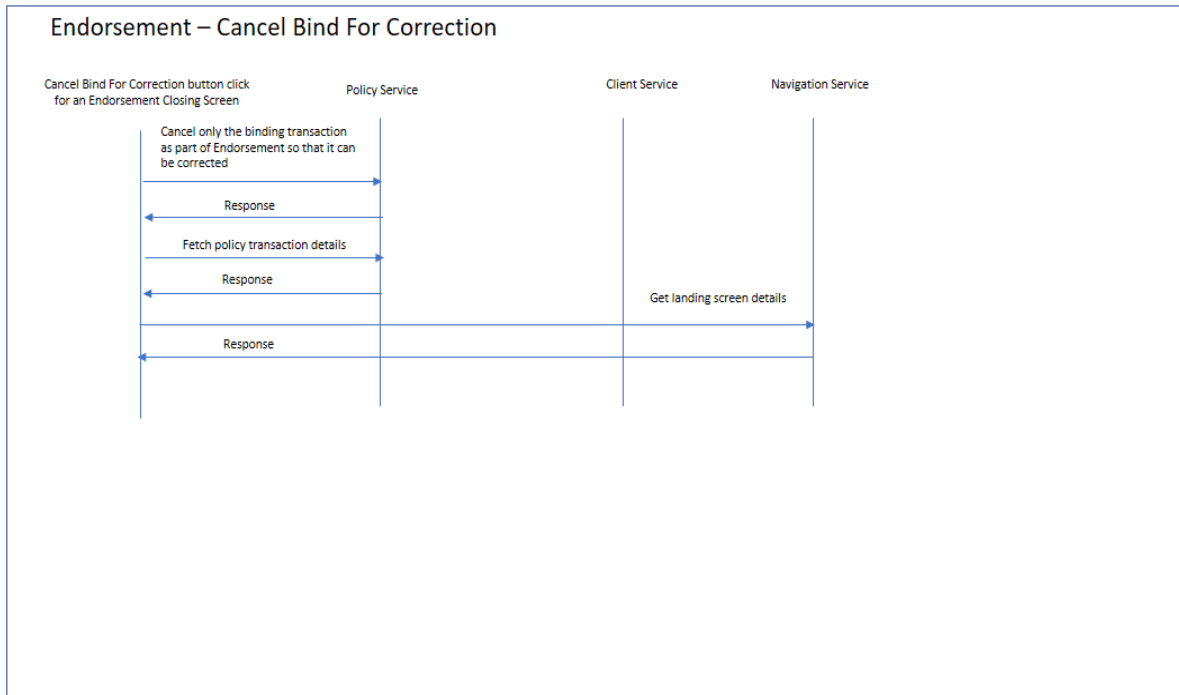 Endorsement – Cancel Bind For Correction
Cancel Bind For Correction button click
for an Endorsement Closing Screen
Policy Service
Client Service
Navigation Service
Cancel only the binding transaction
as part of Endorsement so that it can
be corrected
Response
Fetch policy transaction details
Response
Get landing screen details
Response